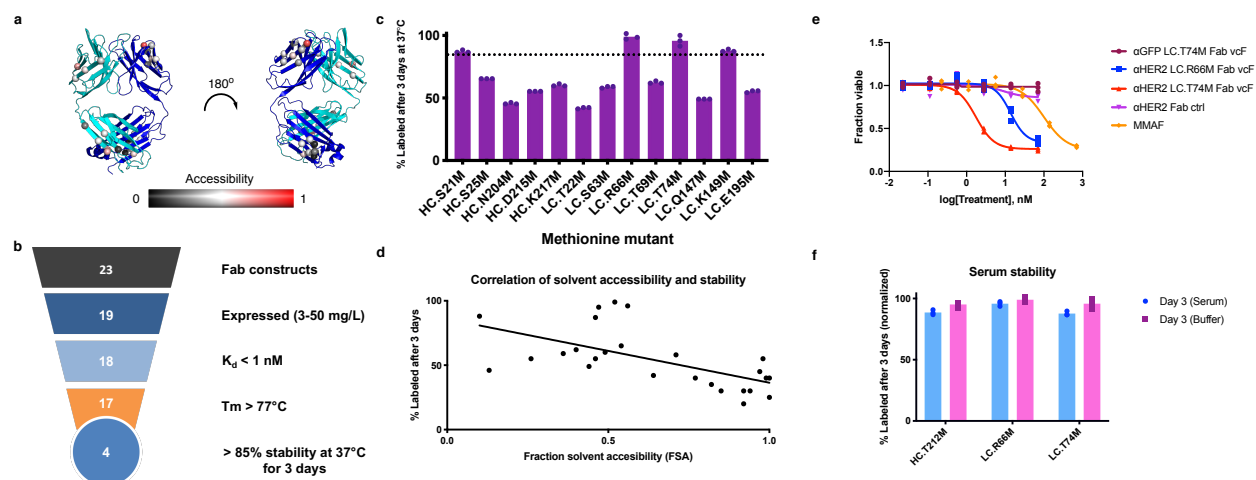 a
180°
Accessibility
0
1
b
23
Fab constructs
19
Expressed (3-50 mg/L)
18
Kd < 1 nM
17
Tm > 77°C
4
> 85% stability at 37°C
for 3 days
c
% Labeled after 3 days at 37°C
100
50
0
HC.S21M
HC.S25M
HC.N204M
HC.D215M
HC.K217M
LC.T22M
LC.S63M
LC.R66M
LC.T69M
LC.T74M
LC.Q147M
LC.K149M
LC.E195M
Methionine mutant
d
Correlation of solvent accessibility and stability
% Labeled after 3 days
100
50
0
0.0
0.5
1.0
Fraction solvent accesibility (FSA)
e
Fraction viable
1.5
1.0
0.5
0.0
-2
-1
0
1
2
3
log[Treatment], nM
αGFP LC.T74M Fab vcF
αHER2 LC.R66M Fab vcF
αHER2 LC.T74M Fab vcF
αHER2 Fab ctrl
MMAF
f
Serum stability
% Labeled after 3 days (normalized)
100
50
0
HC.T212M
LC.R66M
LC.T74M
Day 3 (Serum)
Day 3 (Buffer)